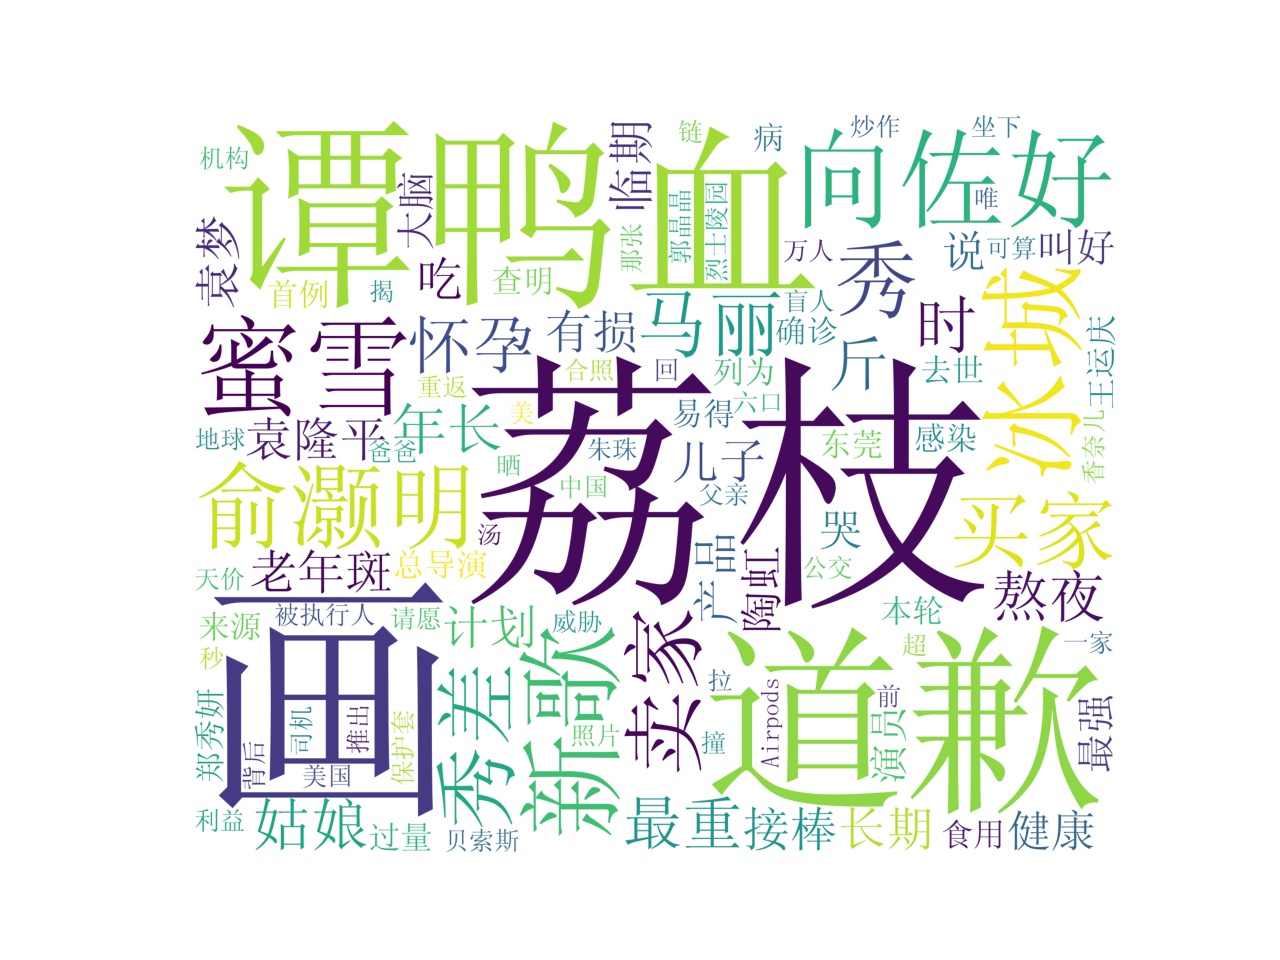 机构
谭鸭血
链
病
炒作
坐下
临期
向佐好
大脑
郭晶晶
烈士陵园
唯
袁梦
吃
查明
那张
万人
秀
说
可算
叫好
首例
揭
蜜雪
怀孕
有损
马丽
盲人
确诊
时
冰城
斤
去世
王运庆
重返
合照
回
列为
荔枝
地球
袁隆平
爸爸
年长
美
易得
六口
朱珠
儿子
东莞
感染
香奈儿
晒
中国
父亲
俞灏明
汤
哭
买家
老年斑
总导演
产品
陶虹
公交
熬夜
天价
画
被执行人
请愿
计划
威胁
卖家
本轮
来源
秒
秀差
新歌
道歉
超
一家
拉
Airpods
前
郑秀妍
背后
司机
推出
保护套
照片
撞
演员
最强
美国
利益
姑娘
过量
贝索斯
最重
接棒
长期
食用
健康